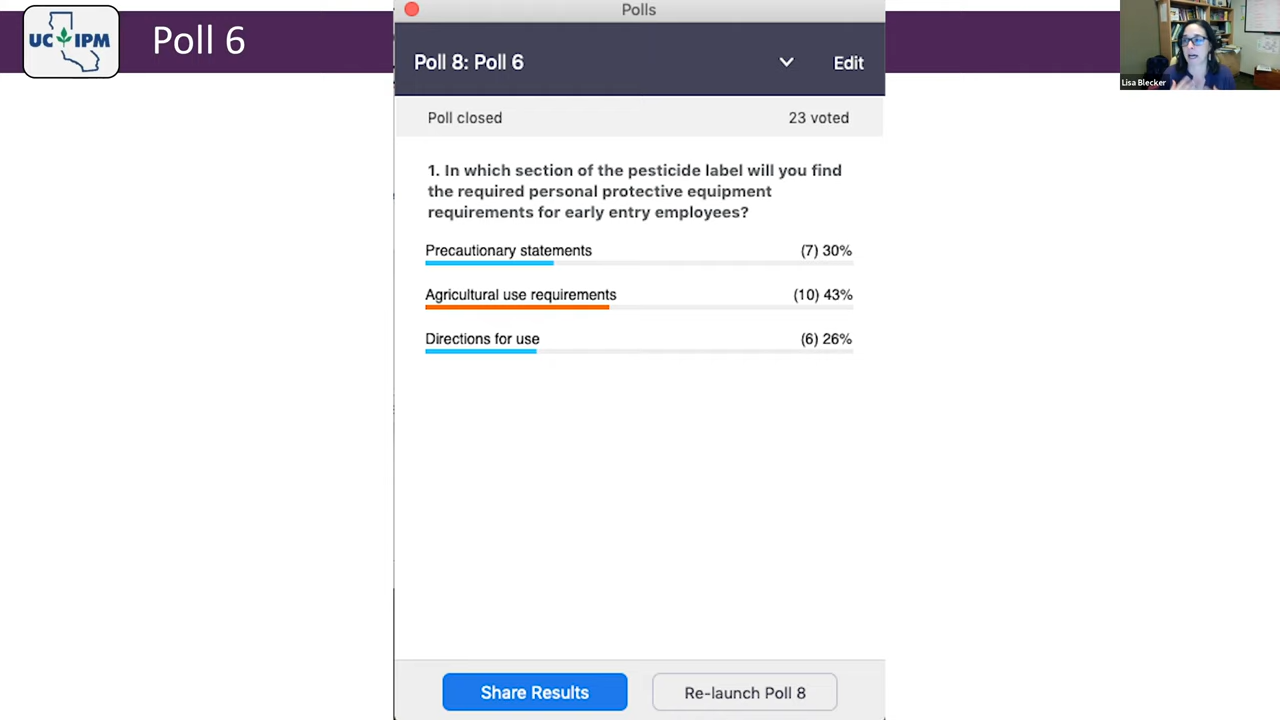 UC IPM
Poll 6
Polls
Poll 8: Poll 6
Edit
Poll closed
23 voted
1. In which section of the pesticide label will you find
the required personal protective equipment
requirements for early entry employees?
Precautionary statements (7) 30%
Agricultural use requirements (10) 43%
Directions for use (6) 26%
Share Results
Re-launch Poll 8
Lisa Blecker